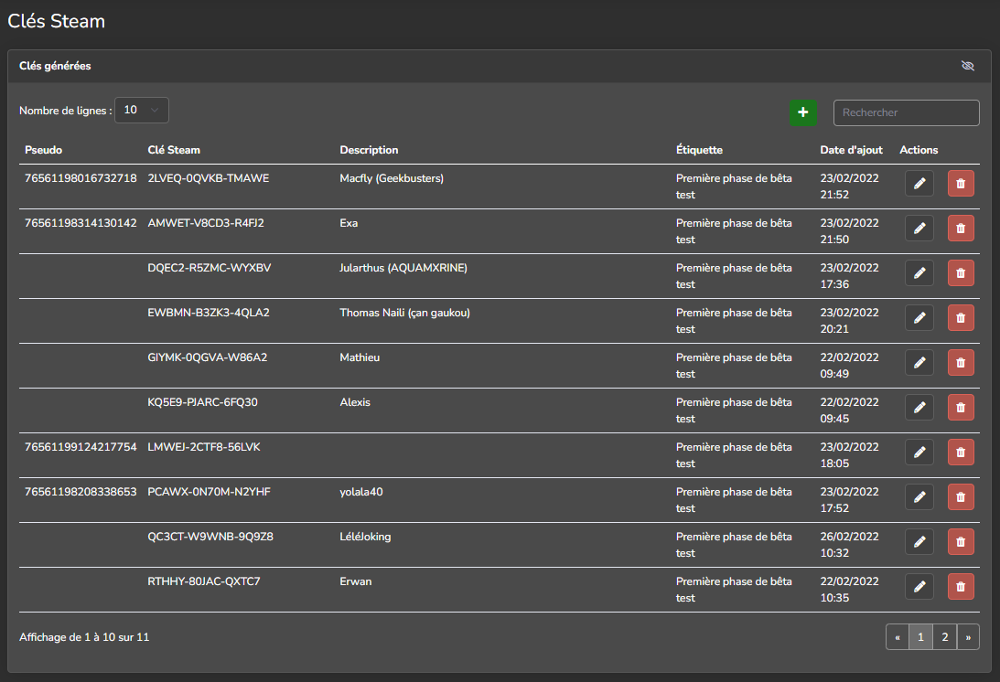 Clés Steam
Clés générées
Nombre de lignes : 10
Rechercher
Pseudo Clé Steam Description Étiquette Date d'ajout Actions
76561198016732718 2LVEQ-0QVKB-TMAWE Macfly (Geekbusters) Première phase de bêta 23/02/2022
test 21:52
76561198314130142 AMWET-V8CD3-R4FJ2 Exa Première phase de bêta 23/02/2022
test 21:50
DQEC2-R5ZMC-WYXBV Jularthus (AQUAMXRINE) Première phase de bêta 23/02/2022
test 17:36
EWBMN-B3ZK3-4QLA2 Thomas Naili (çan gaukou) Première phase de bêta 23/02/2022
test 20:21
GIYMK-0QGVA-W86A2 Mathieu Première phase de bêta 22/02/2022
test 09:49
KQ5E9-PJARC-6FQ30 Alexis Première phase de bêta 22/02/2022
test 09:45
76561199124217754 LMWEJ-2CTF8-56LVK Première phase de bêta 23/02/2022
test 18:05
76561198208338653 PCAWX-0N70M-N2YHF yolala40 Première phase de bêta 23/02/2022
test 17:52
QC3CT-W9WNB-9Q9Z8 LéléJoking Première phase de bêta 26/02/2022
test 10:32
RTHHY-80JAC-QXTC7 Erwan Première phase de bêta 22/02/2022
test 10:35
Affichage de 1 à 10 sur 11
« 1 2 »